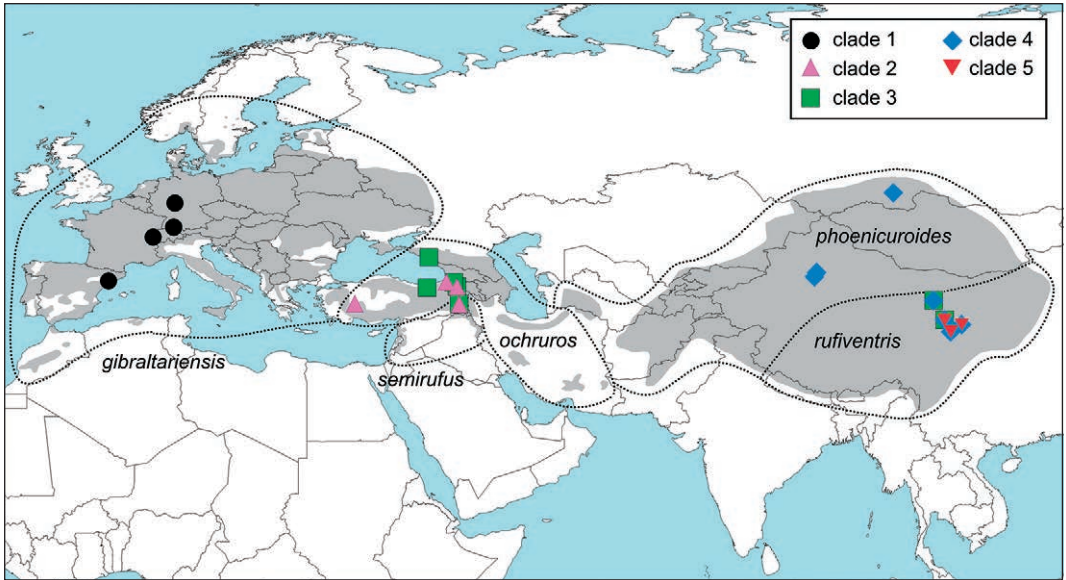 clade 1
clade 2
clade 3
clade 4
clade 5
phoenicuroides
rufiventris
ochruros
gibraltariensis
semirufus